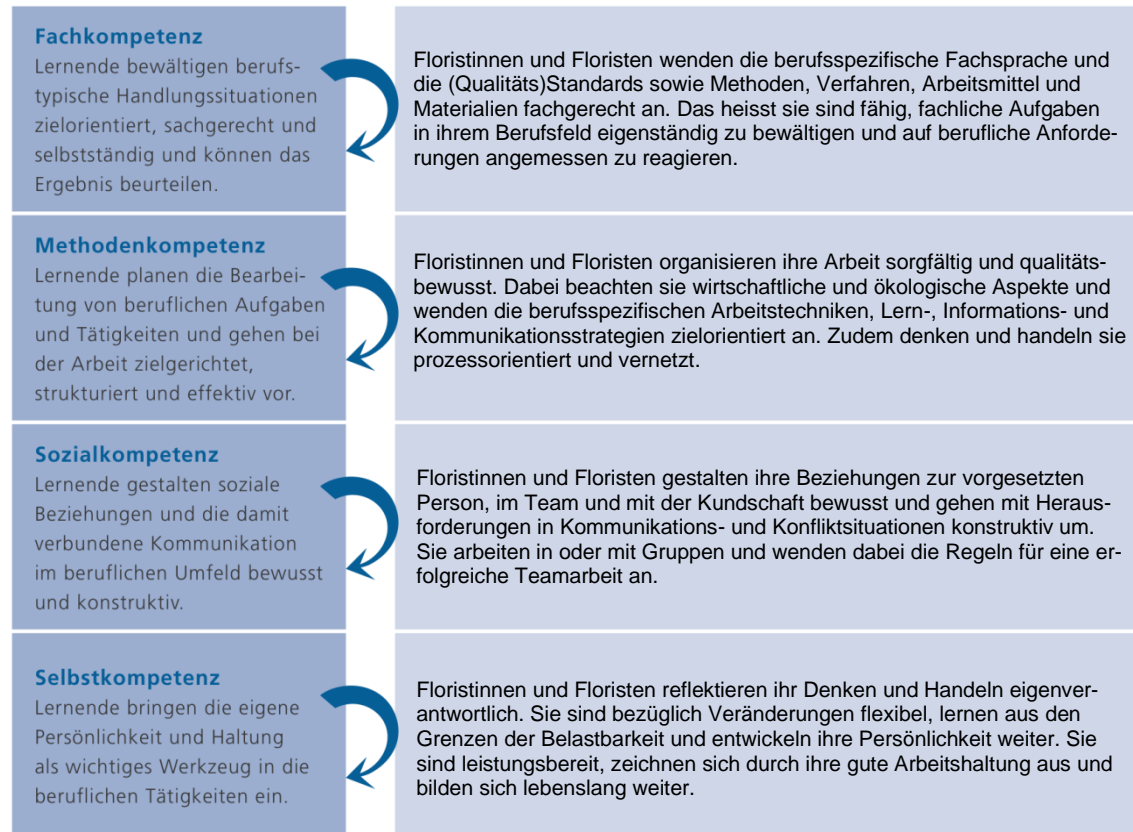 Fachkompetenz
Lernende bewältigen berufs-
typische Handlungssituationen
zielorientiert, sachgerecht und
selbstständig und können das
Ergebnis beurteilen.
Floristinnen und Floristen wenden die berufsspezifische Fachsprache und
die (Qualitäts)Standards sowie Methoden, Verfahren, Arbeitsmittel und
Materialien fachgerecht an. Das heisst sie sind fähig, fachliche Aufgaben
in ihrem Berufsfeld eigenständig zu bewältigen und auf berufliche Anforde-
rungen angemessen zu reagieren.
Methodenkompetenz
Lernende planen die Bearbei-
tung von beruflichen Aufgaben
und Tätigkeiten und gehen bei
der Arbeit zielgerichtet,
strukturiert und effektiv vor.
Floristinnen und Floristen organisieren ihre Arbeit sorgfältig und qualitäts-
bewusst. Dabei beachten sie wirtschaftliche und ökologische Aspekte und
wenden die berufsspezifischen Arbeitstechniken, Lern-, Informations- und
Kommunikationsstrategien zielorientiert an. Zudem denken und handeln sie
prozessorientiert und vernetzt.
Sozialkompetenz
Lernende gestalten soziale
Beziehungen und die damit
verbundene Kommunikation
im beruflichen Umfeld bewusst
und konstruktiv.
Floristinnen und Floristen gestalten ihre Beziehungen zur vorgesetzten
Person, im Team und mit der Kundschaft bewusst und gehen mit Heraus-
forderungen in Kommunikations- und Konfliktsituationen konstruktiv um.
Sie arbeiten in oder mit Gruppen und wenden dabei die Regeln für eine er-
folgreiche Teamarbeit an.
Selbstkompetenz
Lernende bringen die eigene
Persönlichkeit und Haltung
als wichtiges Werkzeug in die
beruflichen Tätigkeiten ein.
Floristinnen und Floristen reflektieren ihr Denken und Handeln eigenver-
antwortlich. Sie sind bezüglich Veränderungen flexibel, lernen aus den
Grenzen der Belastbarkeit und entwickeln ihre Persönlichkeit weiter. Sie
sind leistungsbereit, zeichnen sich durch ihre gute Arbeitshaltung aus und
bilden sich lebenslang weiter.